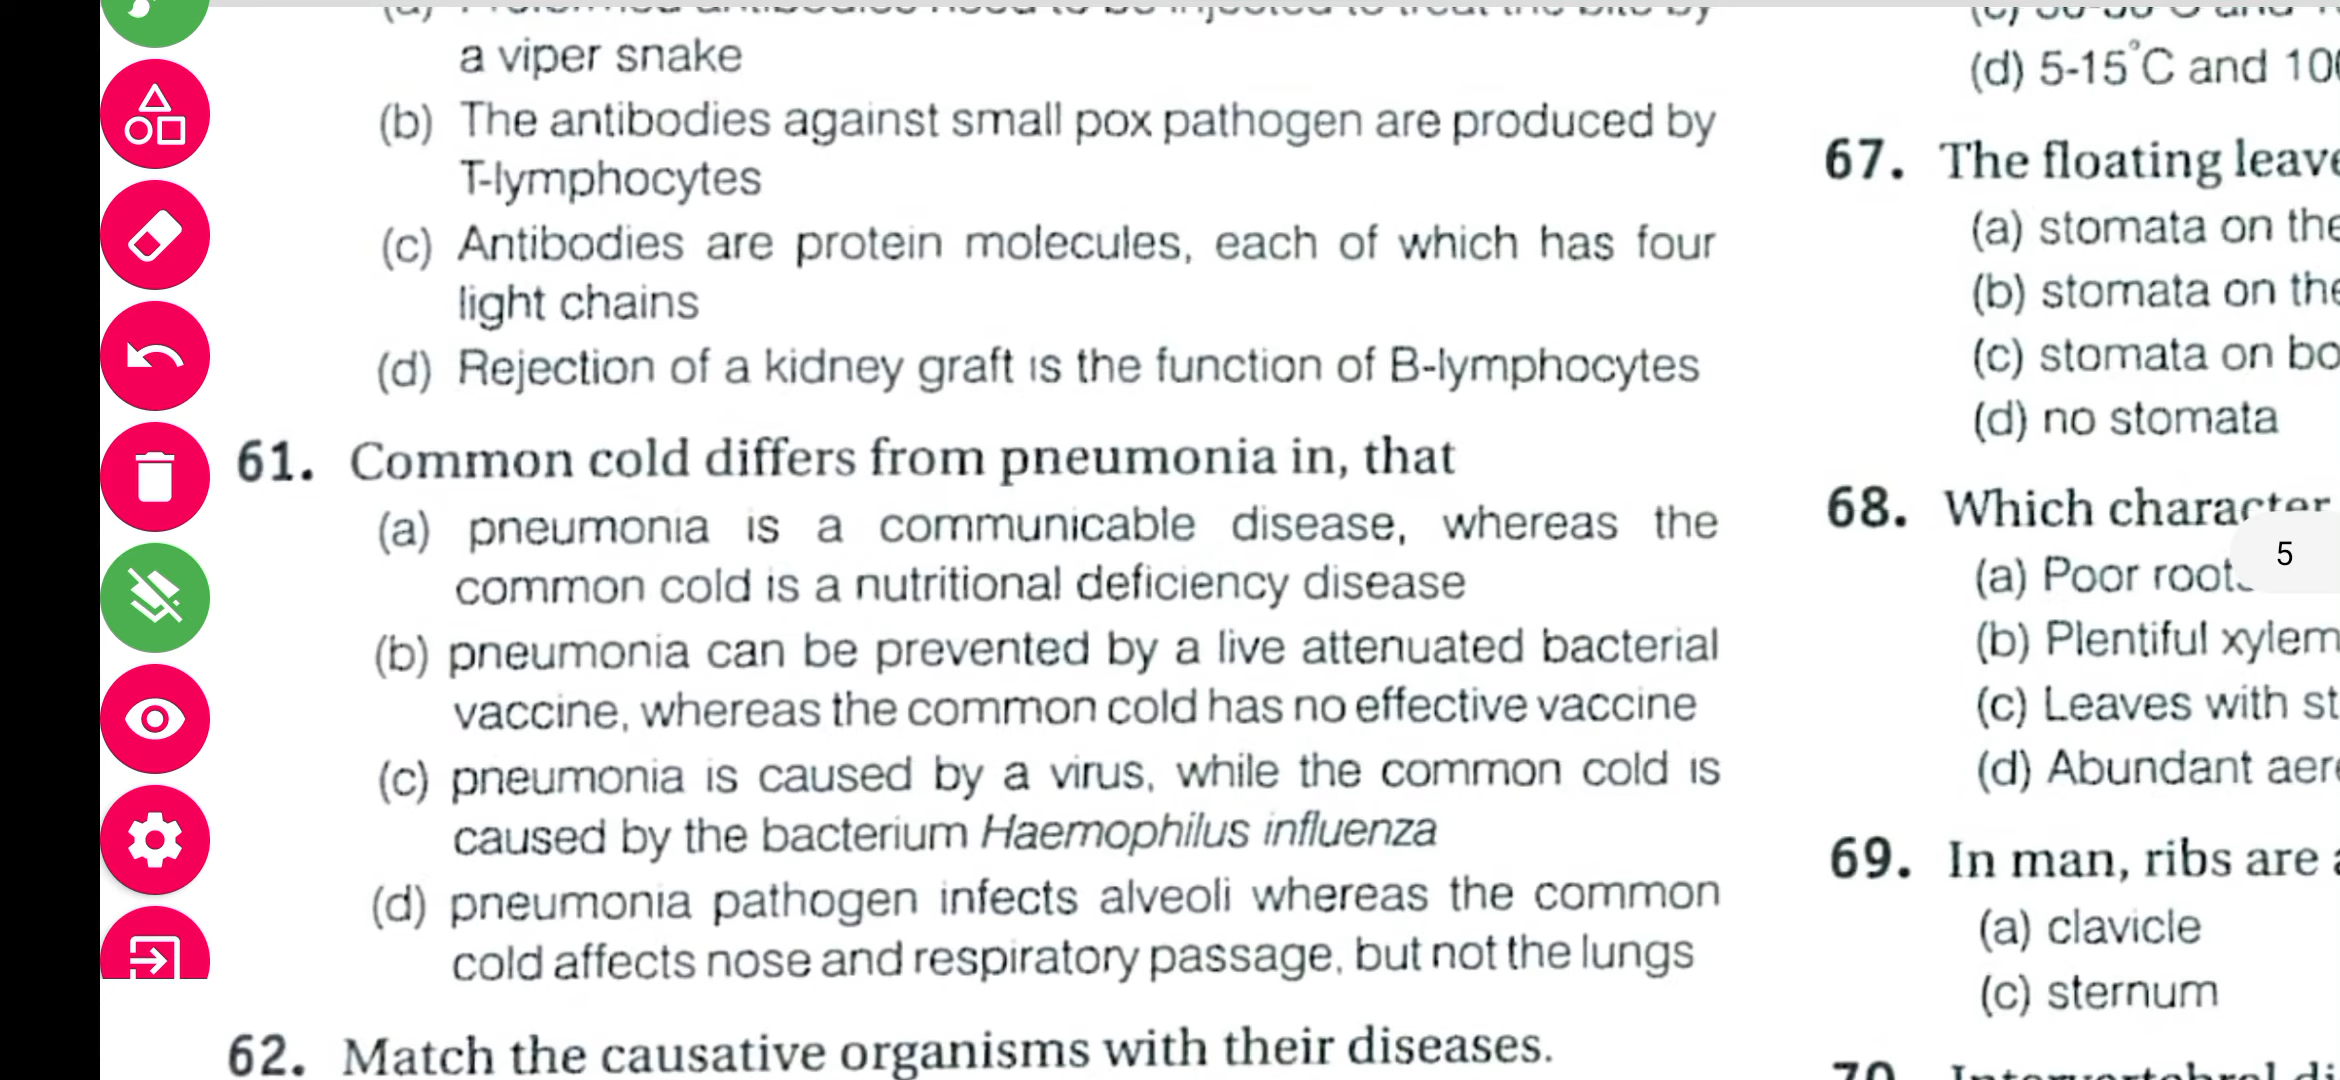 a viper snake
(b) The antibodies against small pox pathogen are produced by
T-lymphocytes
(c) Antibodies are protein molecules, each of which has four
light chains
(d) Rejection of a kidney graft is the function of B-lymphocytes
61. Common cold differs from pneumonia in, that
(a) pneumonia is a communicable disease, whereas the
common cold is a nutritional deficiency disease
(b) pneumonia can be prevented by a live attenuated bacterial
vaccine, whereas the common cold has no effective vaccine
(c) pneumonia is caused by a virus, while the common cold is
caused by the bacterium Haemophilus influenza
(d) pneumonia pathogen infects alveoli whereas the common
cold affects nose and respiratory passage, but not the lungs
62. Match the causative organisms with their diseases.
(d) 5-15°C and
67. The floating
(a) stomata on
(b) stomata on
(c) stomata on
(d) no stomata
68. Which character
5
(a) Poor
(b) Plentiful xylem
(c) Leaves with
(d) Abundant
69. In man, ribs are
(a) clavicle
(c) sternum